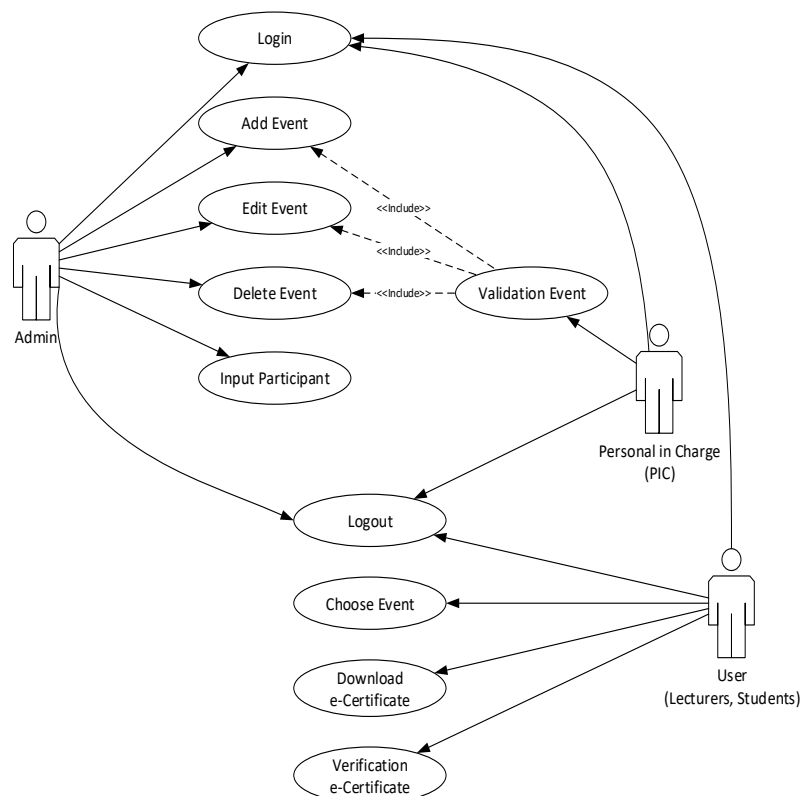 Login
Add Event
<<Include>>
Edit Event
<<Include>>
Delete Event
<<Include>>
Validation Event
Admin
Input Participant
Personal in Charge
(PIC)
Logout
Choose Event
User
(Lecturers, Students)
Download
e-Certificate
Verification
e-Certificate